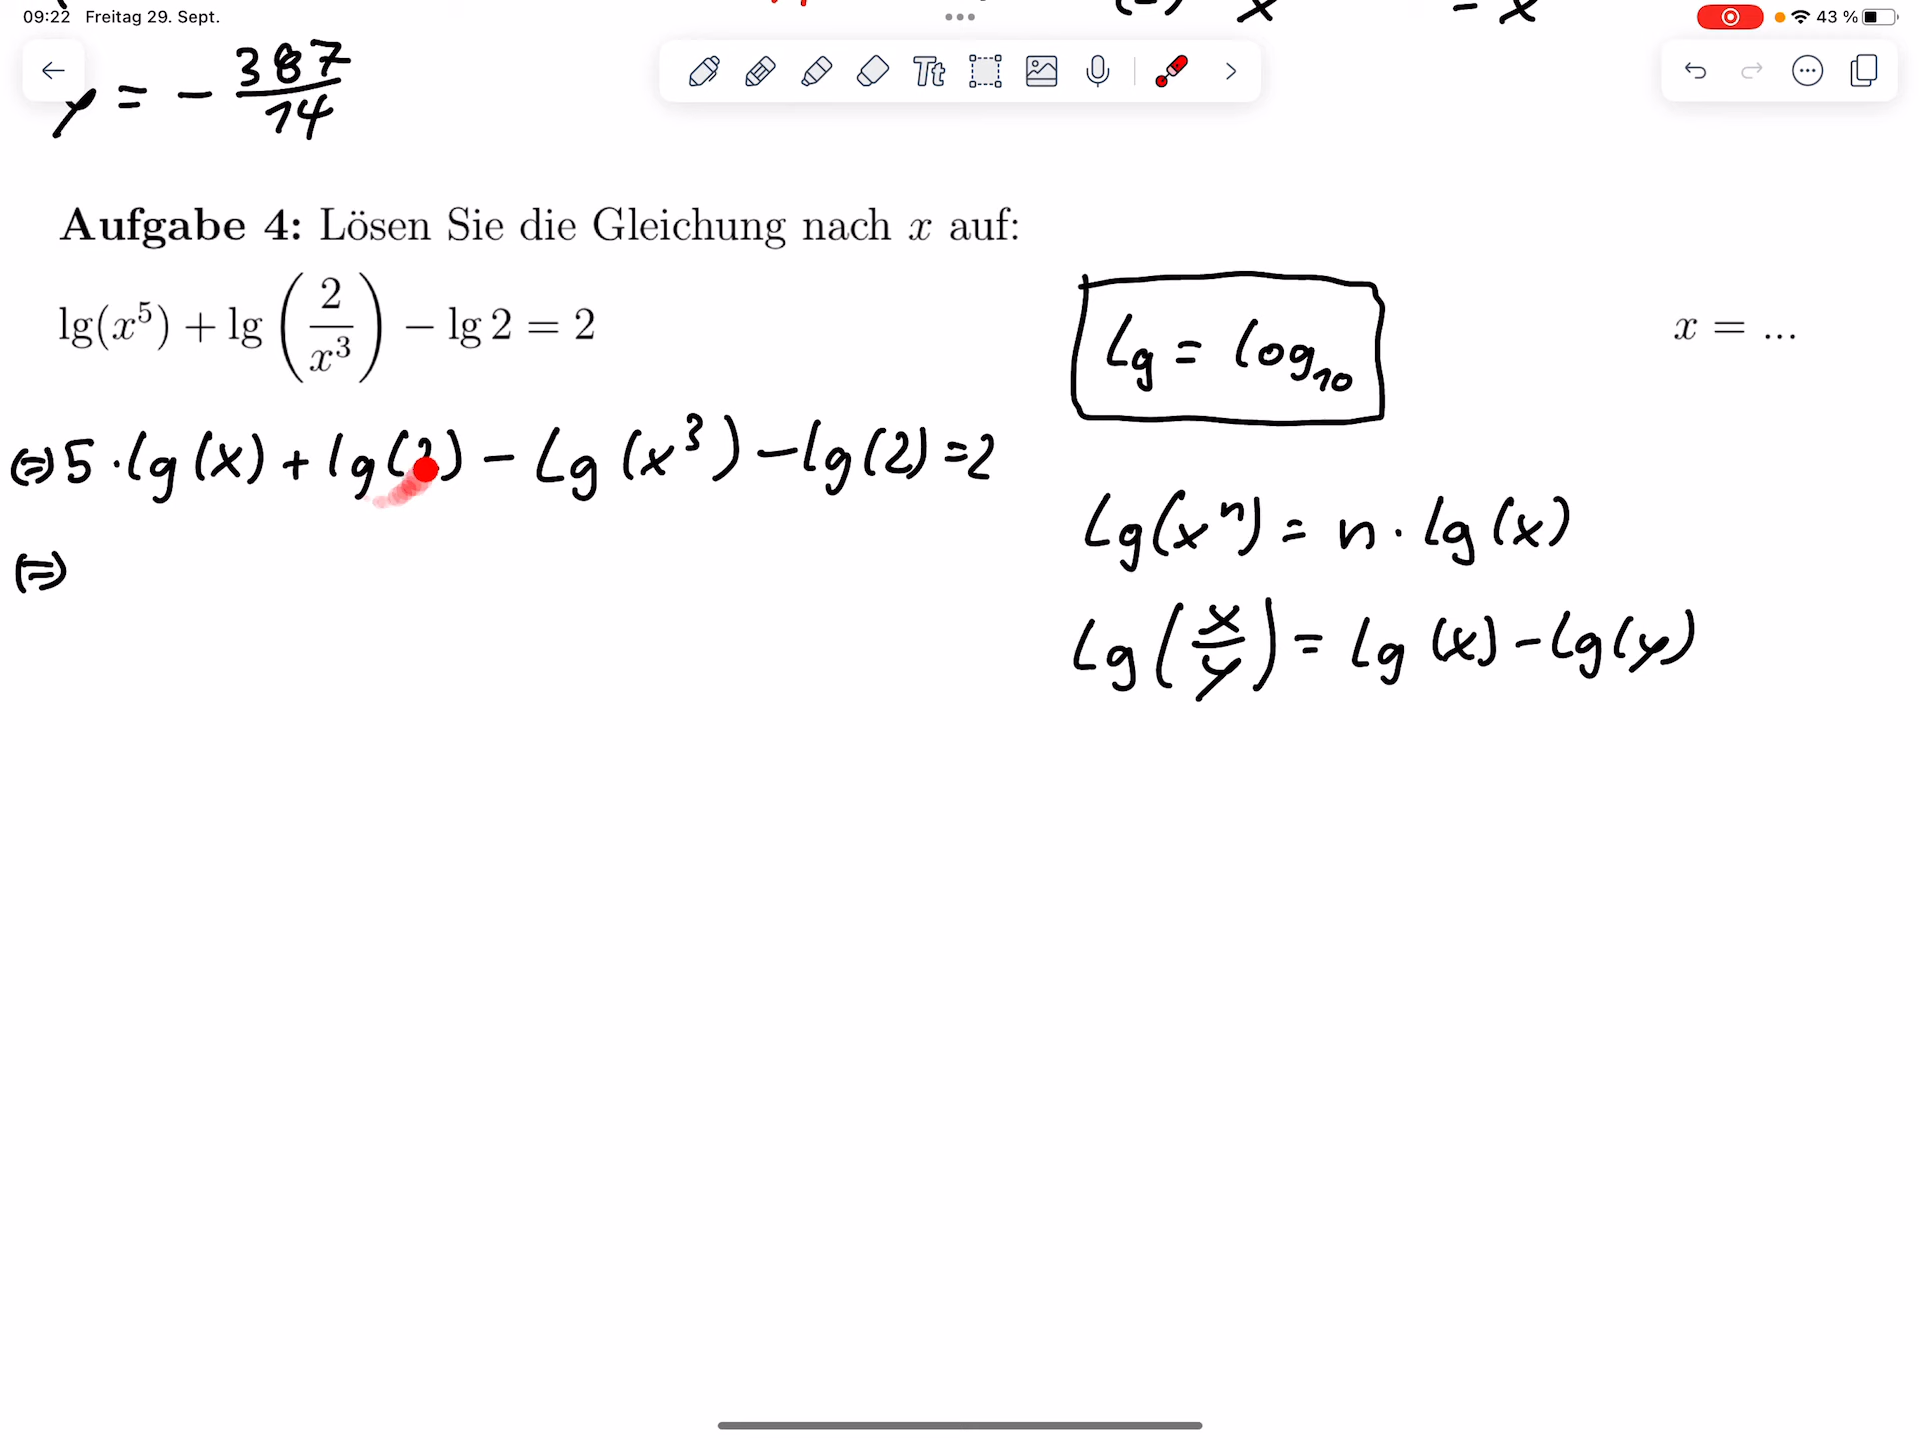 09:22 Freitag 29. Sept.
43 %
= x
y = - 387/14
Tt
Aufgabe 4: Lösen Sie die Gleichung nach x auf:
lg(x⁵) + lg (2/x³) − lg 2 = 2
Lg = log₁₀
x = ...
⇔ 5 · lg (x) + lg (2) − Lg (x³) − lg (2) = 2
⇔
Lg(xⁿ) = n · lg (x)
Lg (x/y) = lg (x) − lg(y)